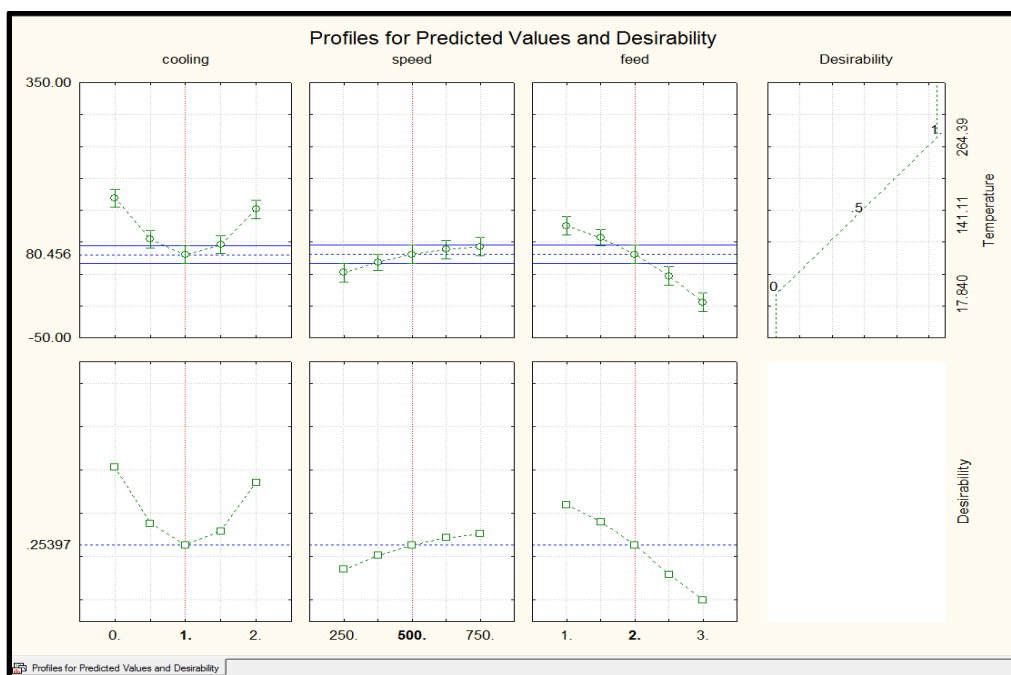 Profiles for Predicted Values and Desirability
cooling speed feed Desirability
350.00
80.456
-50.00
1.
.5
0.
264.39
141.11
17.840
Temperature
.25397
Desirability
0. 1. 2. 250. 500. 750. 1. 2. 3.
Profiles for Predicted Values and Desirability